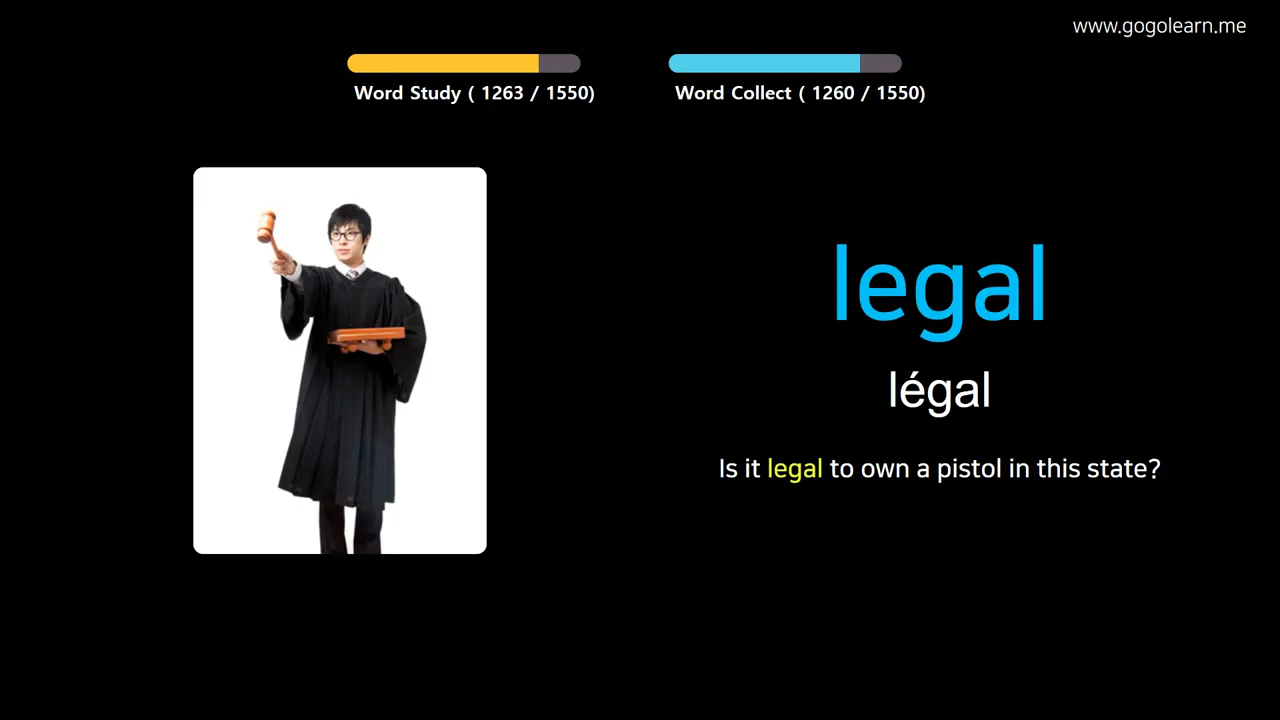 www.gogolearn.me
Word Study ( 1263 / 1550)
Word Collect ( 1260 / 1550)
legal
légal
Is it legal to own a pistol in this state?